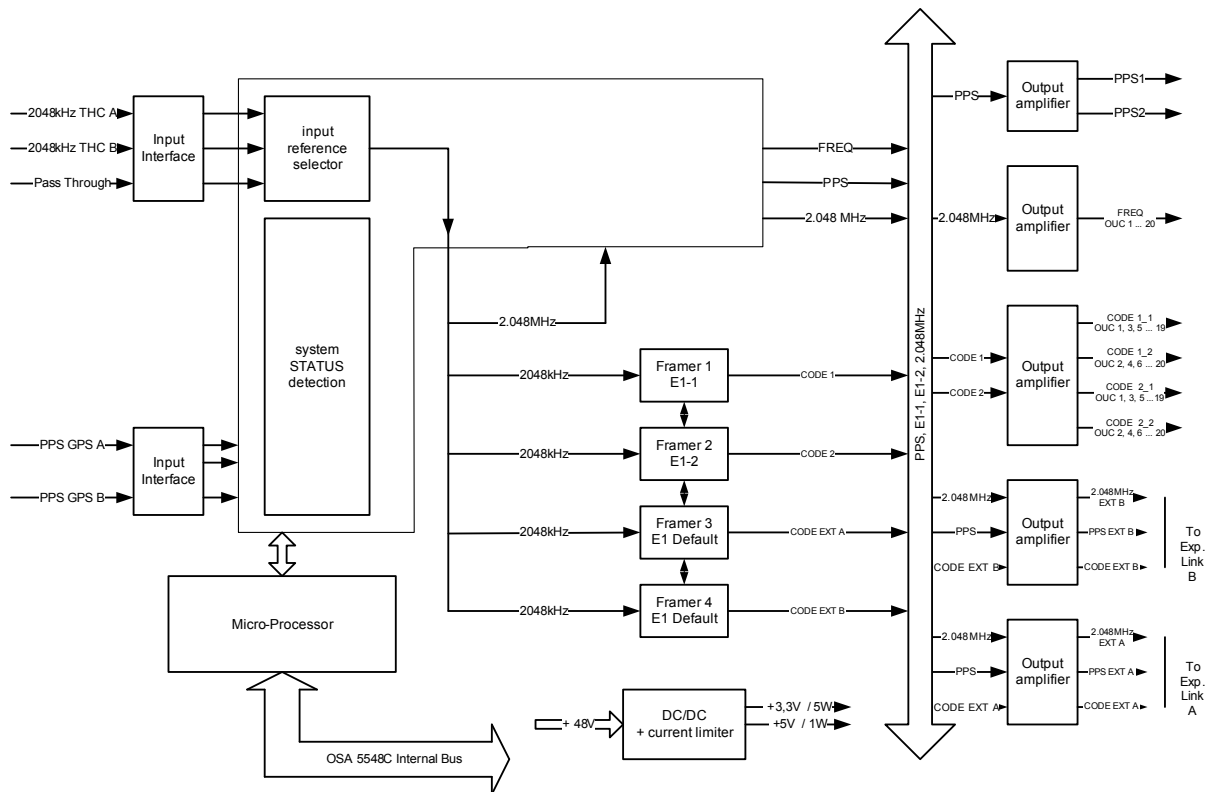 2048kHz THC A
2048kHz THC B
Pass Through
Input
Interface
input
reference
selector
system
STATUS
detection
PPS GPS A
PPS GPS B
Input
Interface
Micro-Processor
OSA 5548C Internal Bus
FREQ
PPS
2.048 MHz
2.048MHz
2048kHz
Framer 1
E1-1
CODE 1
2048kHz
Framer 2
E1-2
CODE 2
2048kHz
Framer 3
E1 Default
CODE EXT A
2048kHz
Framer 4
E1 Default
CODE EXT B
+ 48V
DC/DC
+ current limiter
+3,3V / 5W
+5V / 1W
PPS, E1-1, E1-2, 2.048MHz
PPS
Output
amplifier
PPS1
PPS2
2.048MHz
Output
amplifier
FREQ
OUC 1 ... 20
CODE 1
CODE 2
Output
amplifier
CODE 1_1
OUC 1, 3, 5 ... 19
CODE 1_2
OUC 2, 4, 6 ... 20
CODE 2_1
OUC 1, 3, 5 ... 19
CODE 2_2
OUC 2, 4, 6 ... 20
2.048MHz
PPS
CODE EXT B
Output
amplifier
2.048MHz
EXT B
PPS EXT B
CODE EXT B
To
Exp.
Link
B
2.048MHz
PPS
CODE EXT A
Output
amplifier
2.048MHz
EXT A
PPS EXT A
CODE EXT A
To
Exp.
Link
A